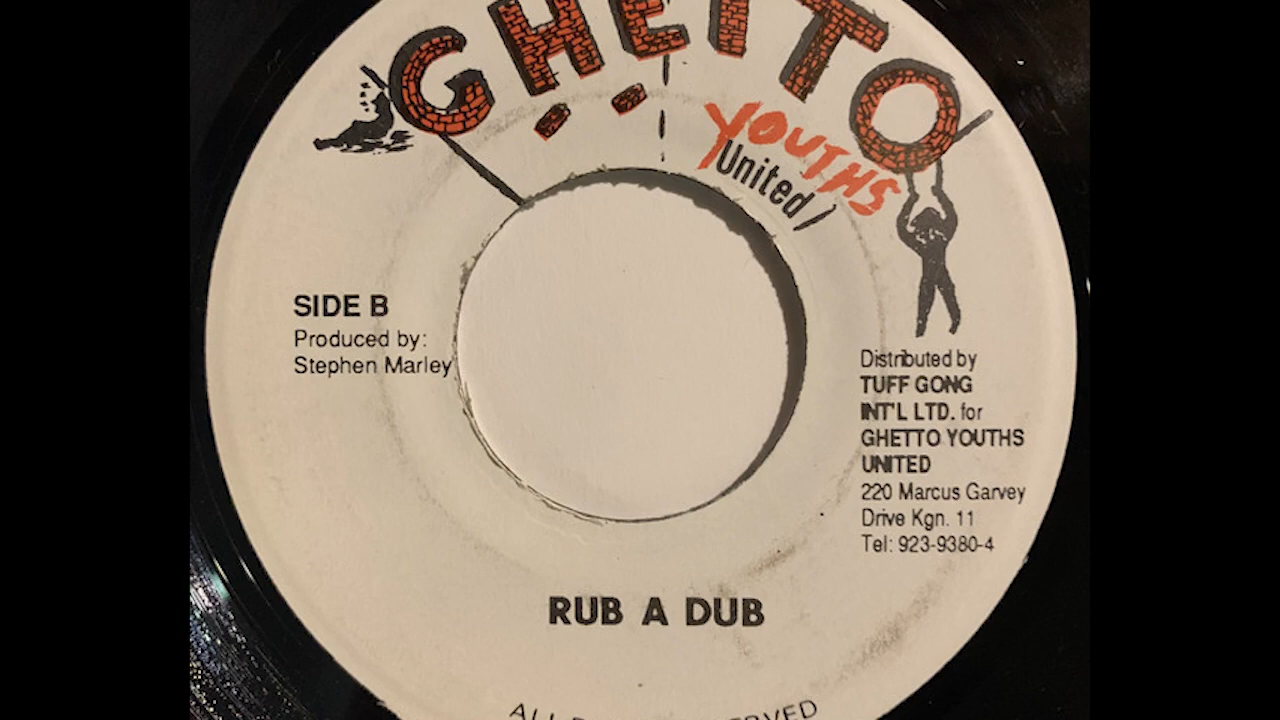 GHETTO
YOUTHS
United
SIDE B
Produced by:
Stephen Marley
Distributed by
TUFF GONG
INT'L LTD. for
GHETTO YOUTHS
UNITED
220 Marcus Garvey
Drive Kgn. 11
Tel: 923-9380-4
RUB A DUB
ALL